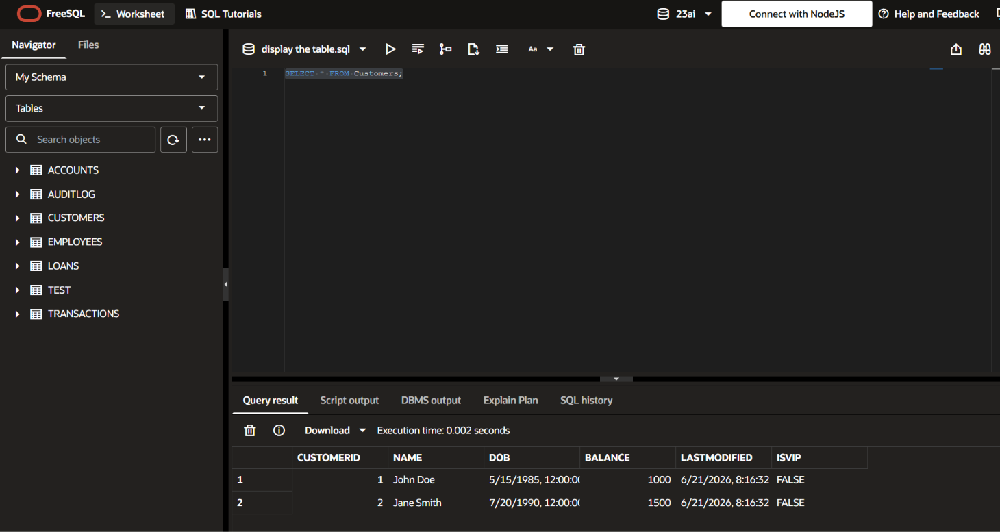 FreeSQL
Worksheet
SQL Tutorials
23ai
Connect with NodeJS
Help and Feedback
Navigator
Files
My Schema
Tables
Search objects
ACCOUNTS
AUDITLOG
CUSTOMERS
EMPLOYEES
LOANS
TEST
TRANSACTIONS
display the table.sql
Aa
1 SELECT * FROM Customers;
Query result Script output DBMS output Explain Plan SQL history
Download Execution time: 0.002 seconds
CUSTOMERID NAME DOB BALANCE LASTMODIFIED ISVIP
1 1 John Doe 5/15/1985, 12:00:00 1000 6/21/2026, 8:16:32 FALSE
2 2 Jane Smith 7/20/1990, 12:00:00 1500 6/21/2026, 8:16:32 FALSE